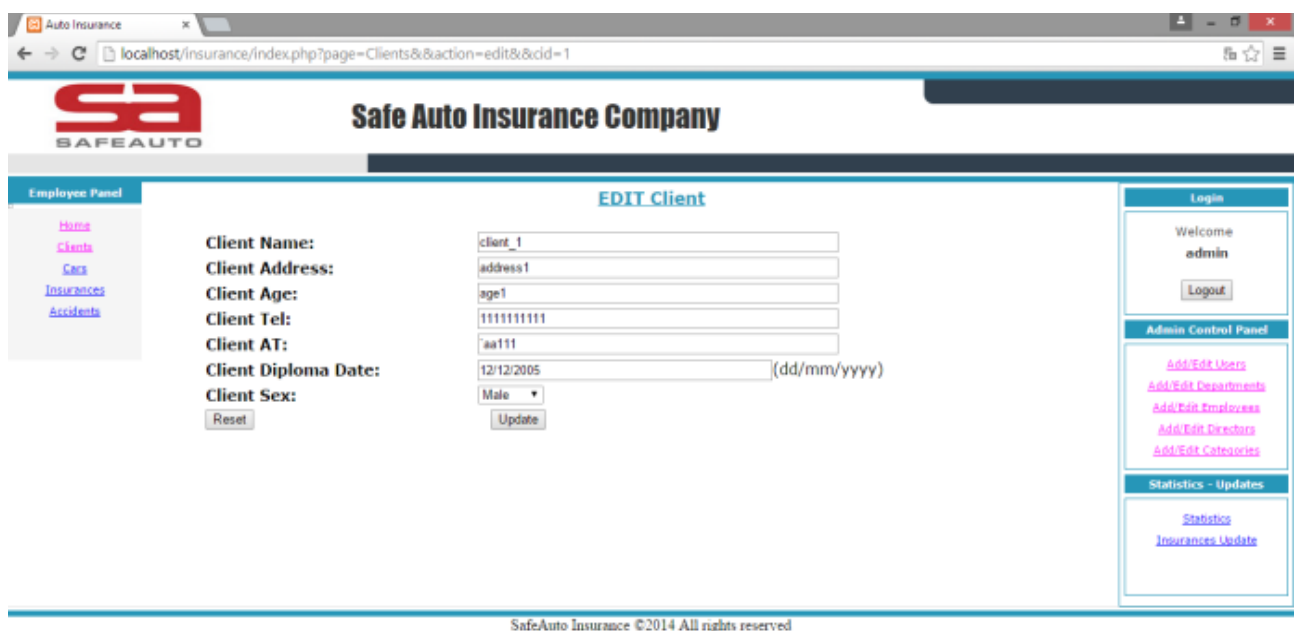 Auto Insurance
localhost/insurance/index.php?page=Clients&&action=edit&&cid=1
sa
SAFEAUTO
Safe Auto Insurance Company
Employee Panel
Home
Clients
Cars
Insurances
Accidents
EDIT Client
Client Name: client_1
Client Address: address1
Client Age: age1
Client Tel: 1111111111
Client AT: `aa111
Client Diploma Date: 12/12/2005 (dd/mm/yyyy)
Client Sex: Male
Reset Update
Login
Welcome
admin
Logout
Admin Control Panel
Add/Edit Users
Add/Edit Departments
Add/Edit Employees
Add/Edit Directors
Add/Edit Categories
Statistics - Updates
Statistics
Insurances Update
SafeAuto Insurance ©2014 All rights reserved